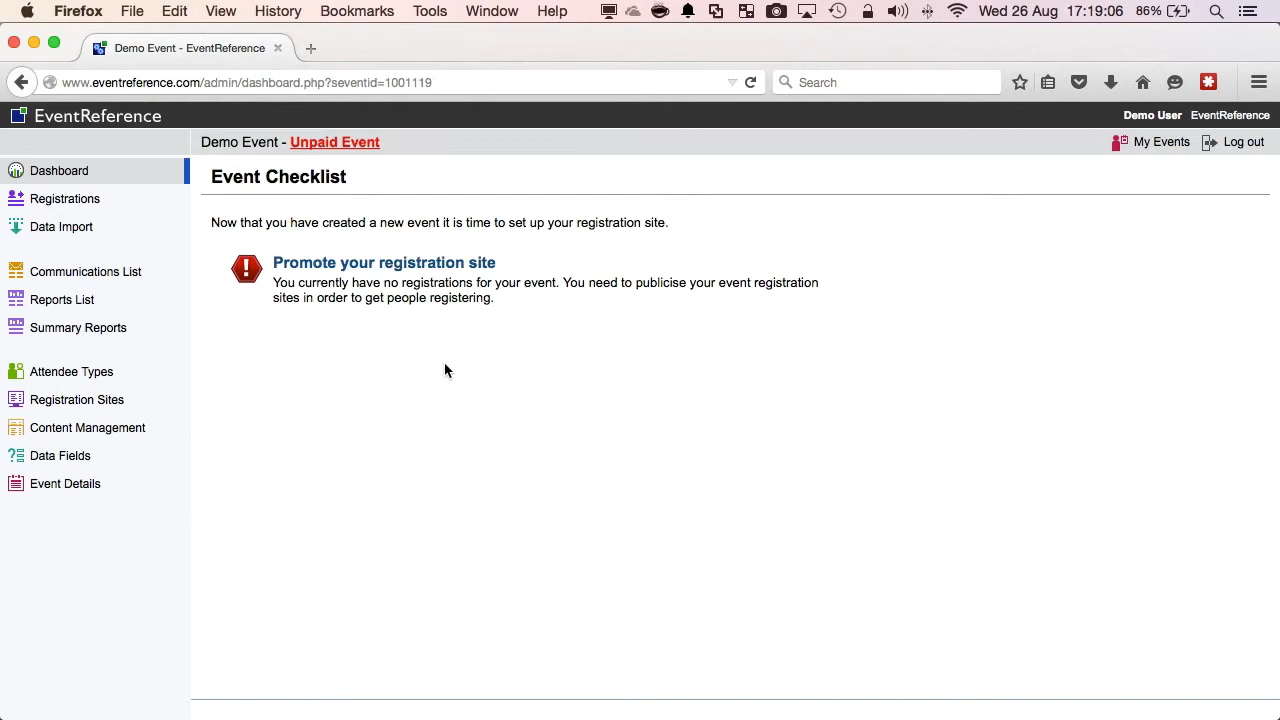 Firefox File Edit View History Bookmarks Tools Window Help Wed 26 Aug 17:19:06 86%
Demo Event - EventReference
www.eventreference.com/admin/dashboard.php?seventid=1001119 Search
EventReference Demo User EventReference
Demo Event - Unpaid Event My Events Log out
Dashboard
Registrations
Data Import
Communications List
Reports List
Summary Reports
Attendee Types
Registration Sites
Content Management
Data Fields
Event Details
Event Checklist
Now that you have created a new event it is time to set up your registration site.
Promote your registration site
You currently have no registrations for your event. You need to publicise your event registration
sites in order to get people registering.